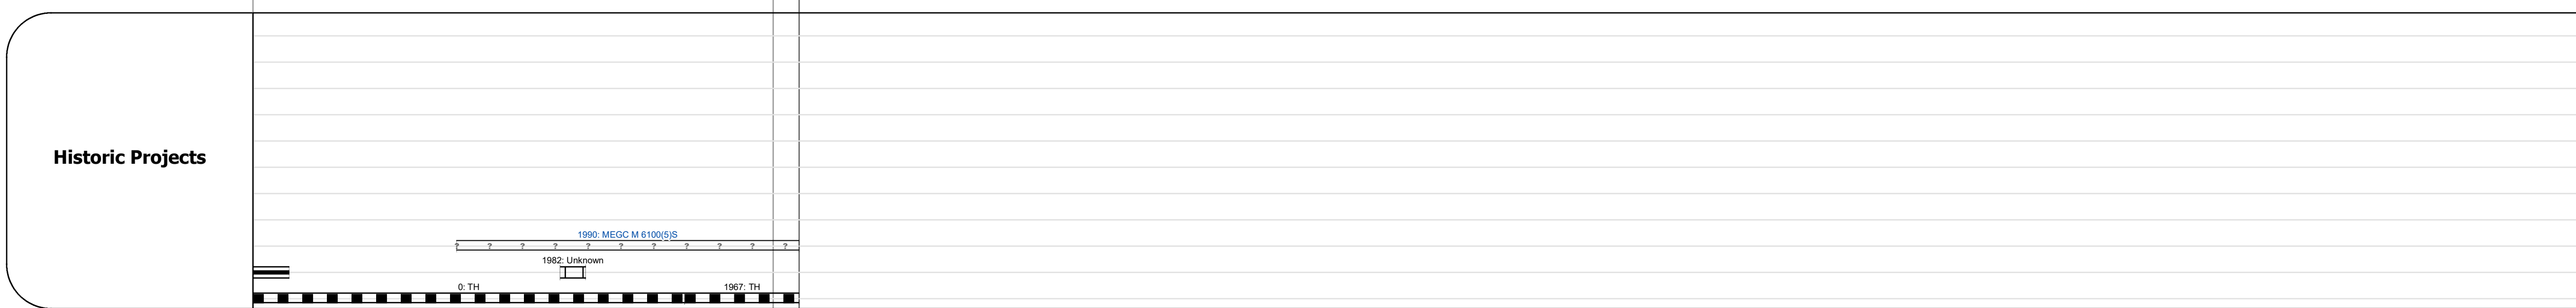 Historic Projects
1990: MEGC M 6100(5)S
? ? ? ? ? ? ? ? ? ? ?
1982: Unknown
0: TH 1967: TH